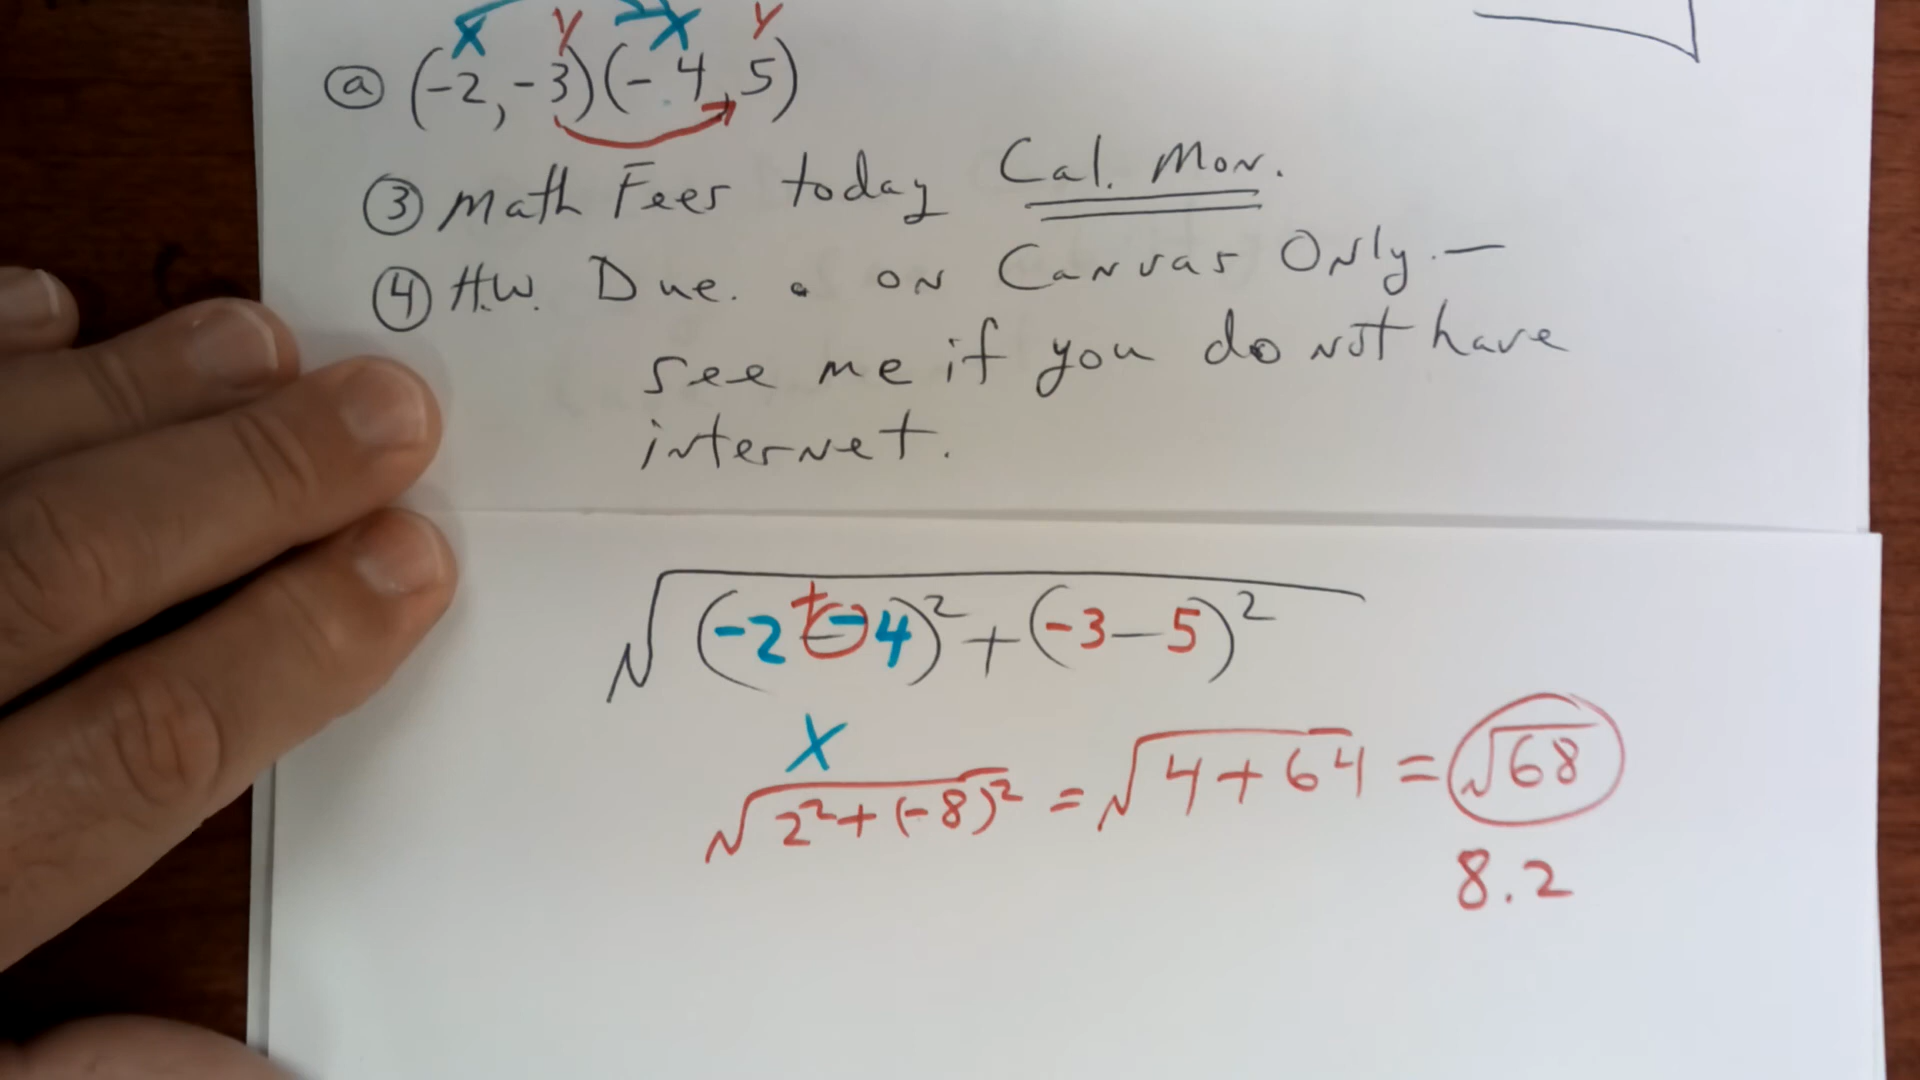 x y x y
ⓐ (-2, -3)(-4, 5)
③ Math Fees today Cal. Mon.
④ H.W. Due. • on Canvas Only. —
see me if you do not have
internet.
√((-2 +− - 4)² + (-3 - 5)²)
x
√(2² + (-8)²) = √(4 + 64) = √68
8.2